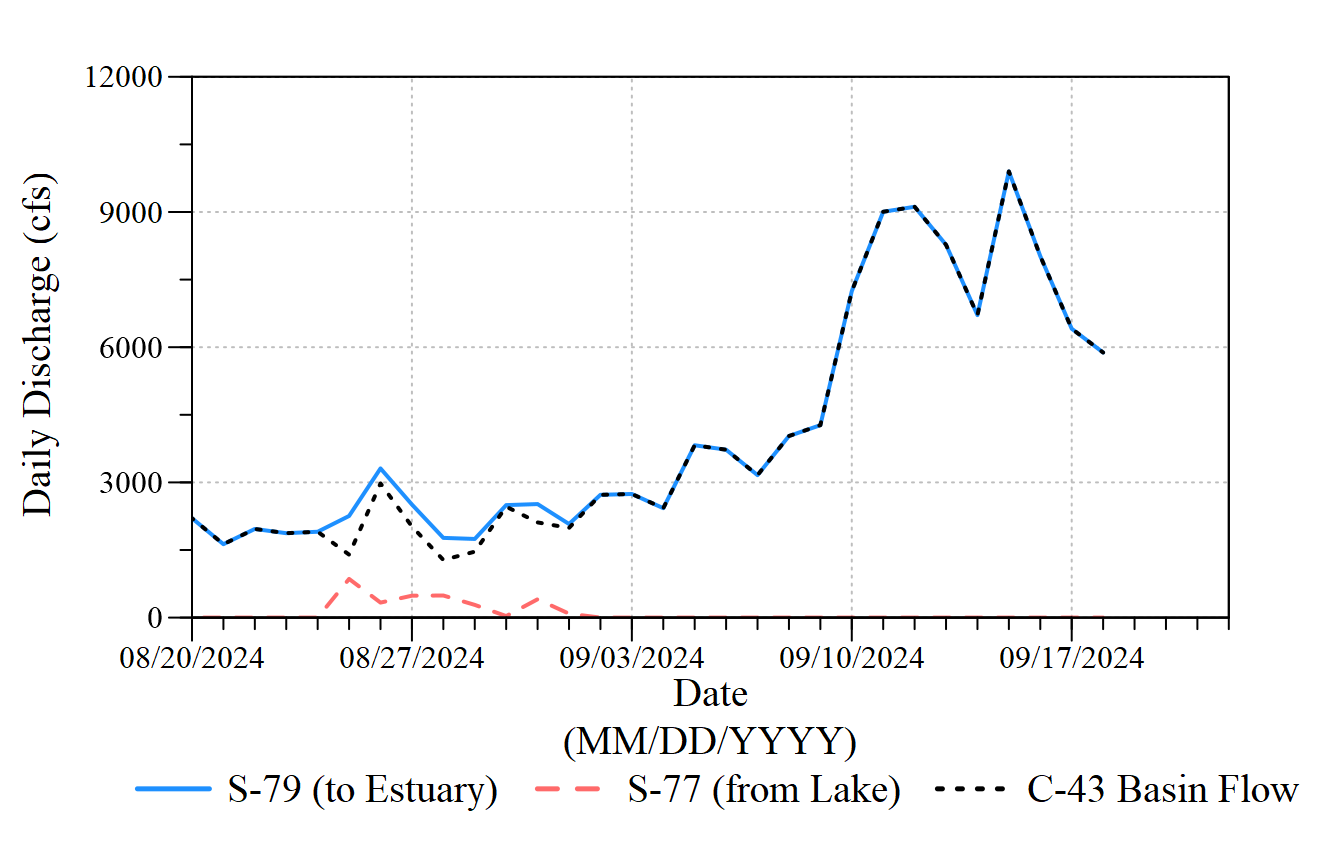 12000
9000
6000
3000
0
Daily Discharge (cfs)
08/20/2024 08/27/2024 09/03/2024 09/10/2024 09/17/2024
Date
(MM/DD/YYYY)
S-79 (to Estuary) S-77 (from Lake) C-43 Basin Flow